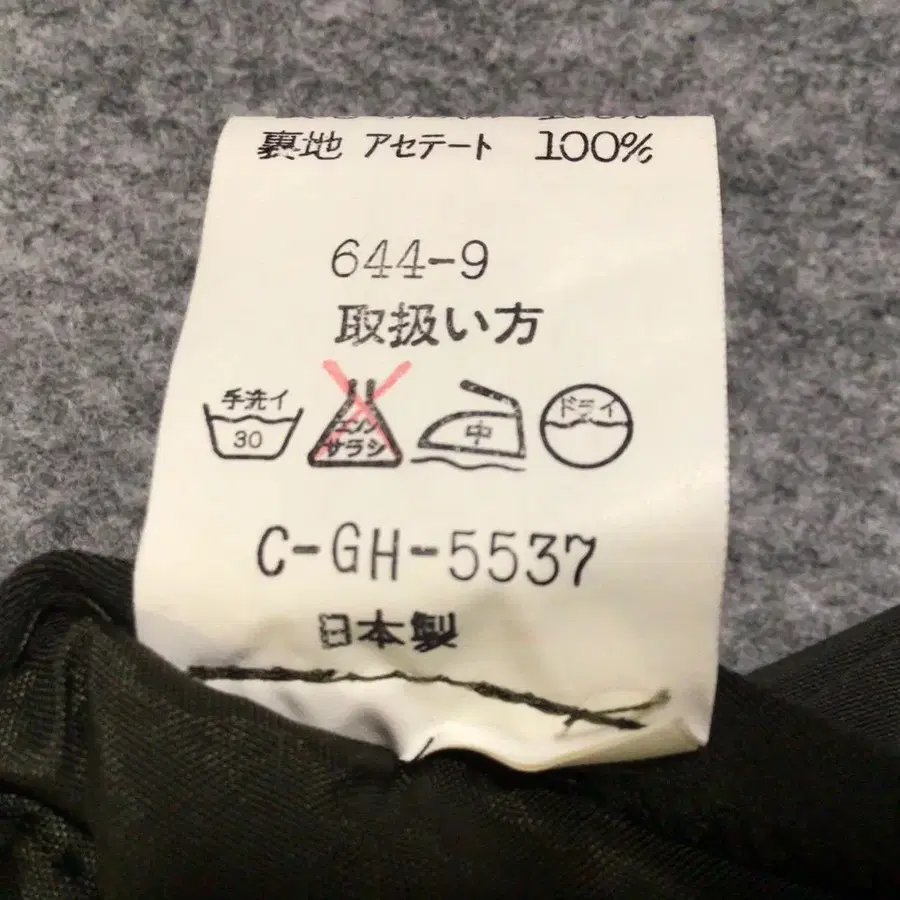 裏地 アセテート 100%
644-9
取扱い方
手洗イ 30 エンソ サラシ 中 ドライ
C-GH-5537
日本製